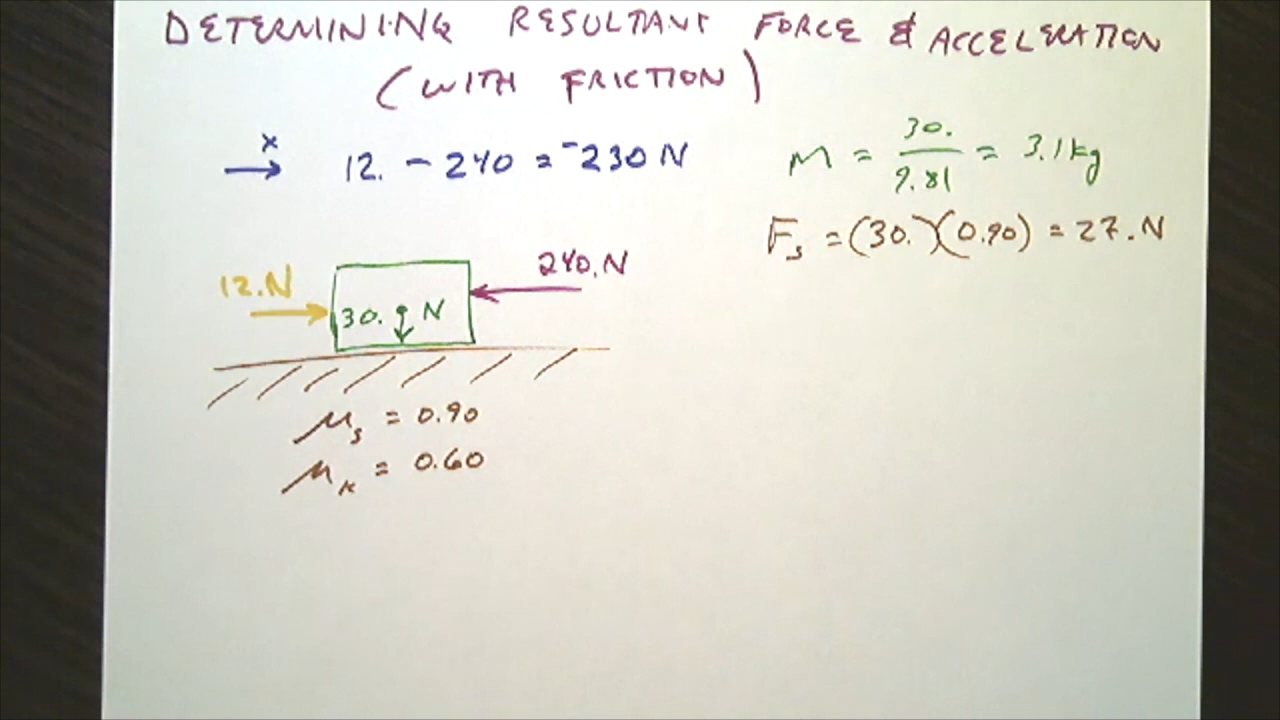 DETERMINING RESULTANT FORCE & ACCELERATION
(WITH FRICTION)
x
12. - 240 = -230 N
M = 30. / 9.81 = 3.1 kg
Fs = (30.)(0.90) = 27. N
12. N
240. N
30. N
μs = 0.90
μk = 0.60